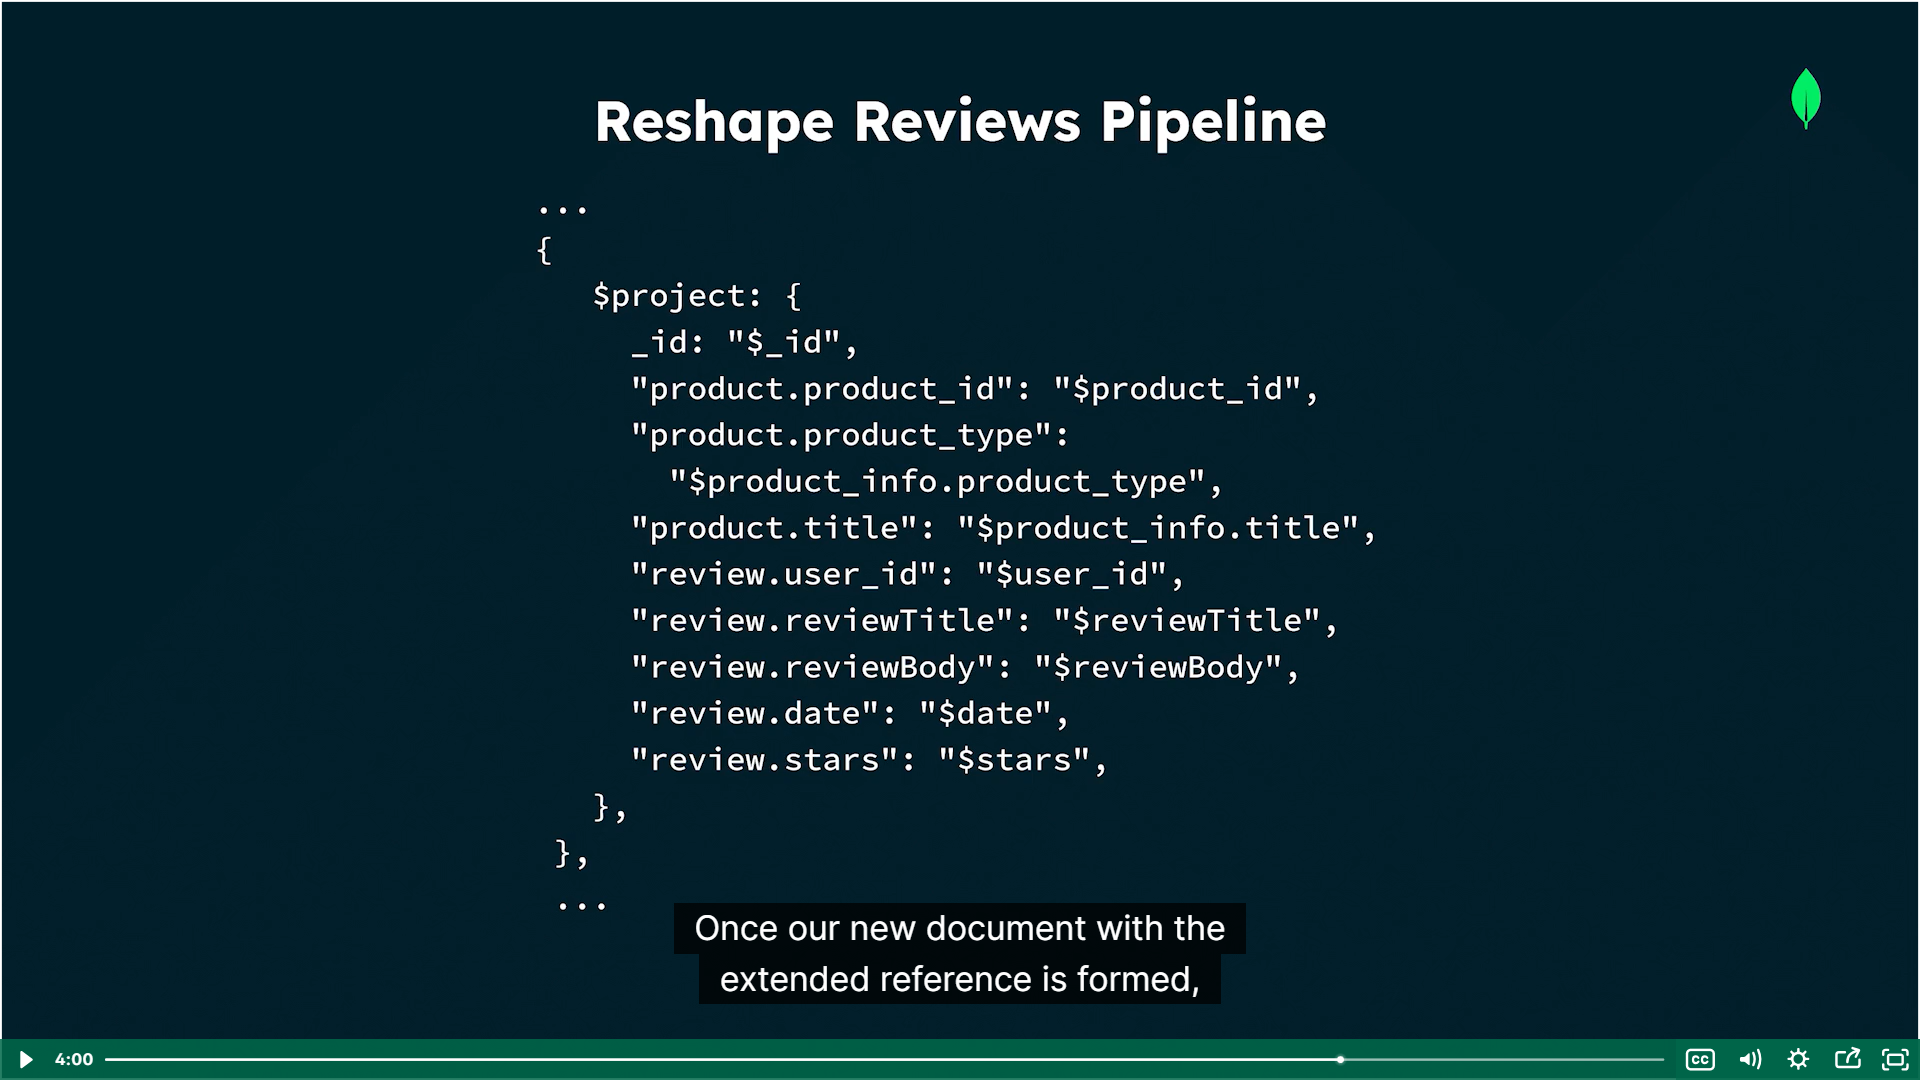 Reshape Reviews Pipeline
...
{
$project: {
_id: "$_id",
"product.product_id": "$product_id",
"product.product_type":
"$product_info.product_type",
"product.title": "$product_info.title",
"review.user_id": "$user_id",
"review.reviewTitle": "$reviewTitle",
"review.reviewBody": "$reviewBody",
"review.date": "$date",
"review.stars": "$stars",
},
},
...
Once our new document with the
extended reference is formed,
4:00
CC